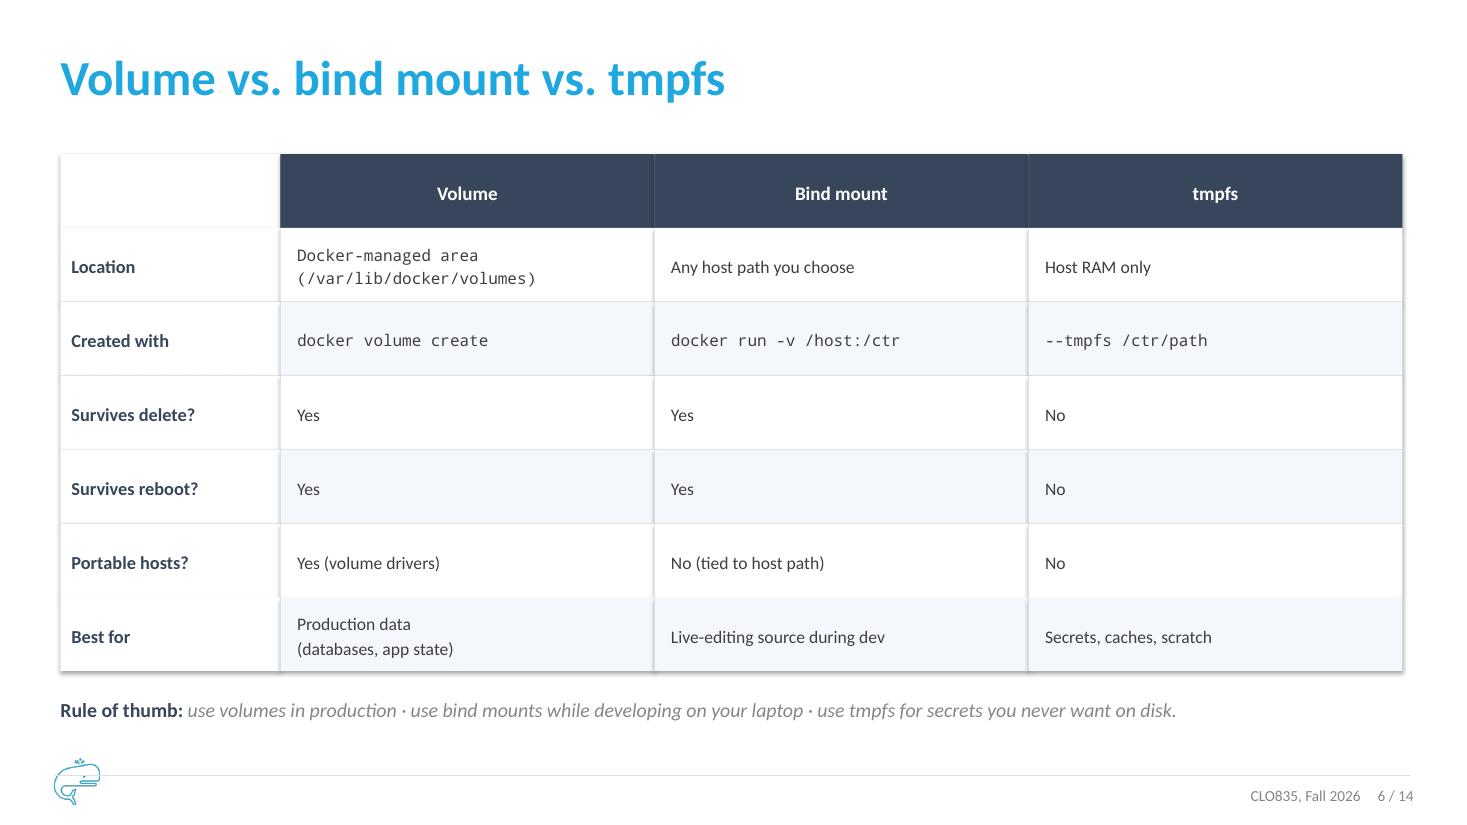 Volume vs. bind mount vs. tmpfs
Volume
Bind mount
tmpfs
Location
Docker-managed area
(/var/lib/docker/volumes)
Any host path you choose
Host RAM only
Created with
docker volume create
docker run -v /host:/ctr
--tmpfs /ctr/path
Survives delete?
Yes
Yes
No
Survives reboot?
Yes
Yes
No
Portable hosts?
Yes (volume drivers)
No (tied to host path)
No
Best for
Production data
(databases, app state)
Live-editing source during dev
Secrets, caches, scratch
Rule of thumb: use volumes in production · use bind mounts while developing on your laptop · use tmpfs for secrets you never want on disk.
CLO835, Fall 2026 6 / 14